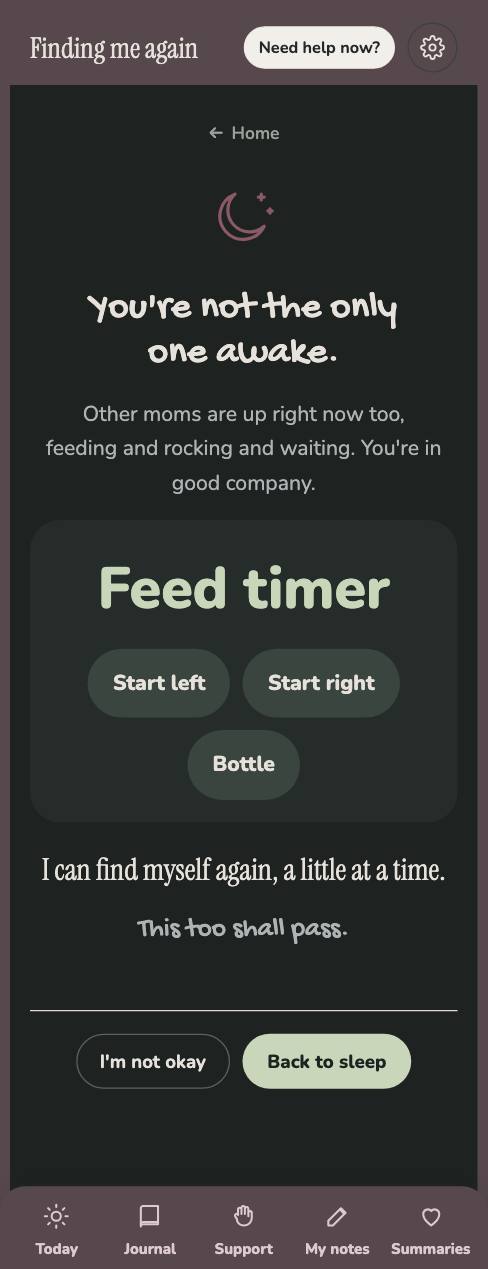 Finding me again
Need help now?
← Home
You're not the only
one awake.
Other moms are up right now too,
feeding and rocking and waiting. You're in
good company.
Feed timer
Start left
Start right
Bottle
I can find myself again, a little at a time.
This too shall pass.
I'm not okay
Back to sleep
Today
Journal
Support
My notes
Summaries